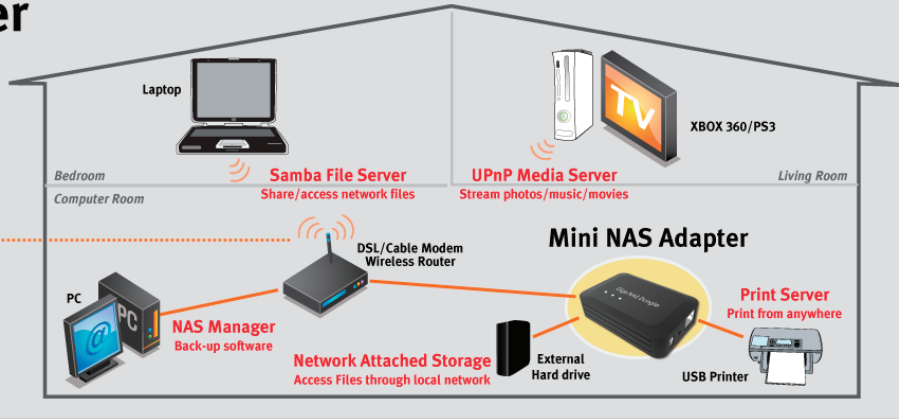 er
Laptop
TV
XBOX 360/PS3
Bedroom
Samba File Server
Share/access network files
UPnP Media Server
Stream photos/music/movies
Living Room
Computer Room
DSL/Cable Modem
Wireless Router
Mini NAS Adapter
Giga NAS Dongle
PC
PC
@
NAS Manager
Back-up software
Print Server
Print from anywhere
Network Attached Storage
Access Files through local network
External
Hard drive
USB Printer